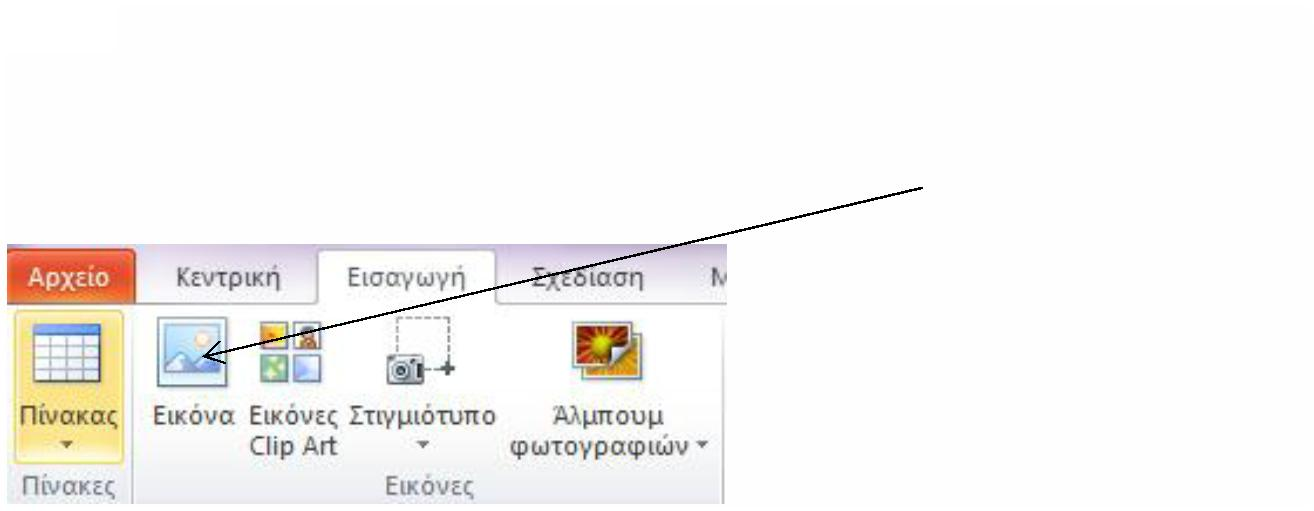 Αρχείο Κεντρική Εισαγωγή Σχεδίαση
Πίνακας Εικόνα Εικόνες Στιγμιότυπο Άλμπουμ
Clip Art φωτογραφιών
Πίνακες Εικόνες